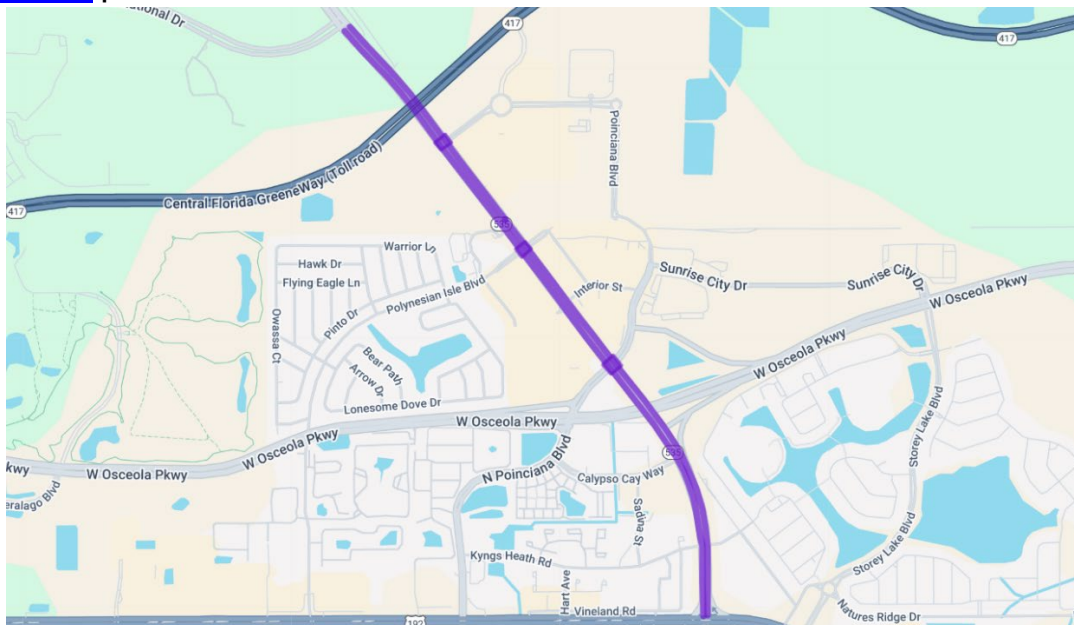 ational Dr
417
417
Poinciana Blvd
Central Florida GreeneWay (Toll road)
417
535
Warrior Ln
Hawk Dr
Flying Eagle Ln
Polynesian Isle Blvd
Interior St
Sunrise City Dr
Sunrise City Dr
W Osceola Pkwy
Pinto Dr
Owassa Ct
Bear Path
Arrow Dr
Lonesome Dove Dr
W Osceola Pkwy
W Osceola Pkwy
W Osceola Pkwy
W Osceola Pkwy
kwy
eralago Blvd
N Poinciana Blvd
535
Calypso Cay Way
Storey Lake Blvd
Storey Lake Blvd
Kyngs Heath Rd
Hart Ave
Vineland Rd
192
Storey Lake Blvd
Natures Ridge Dr